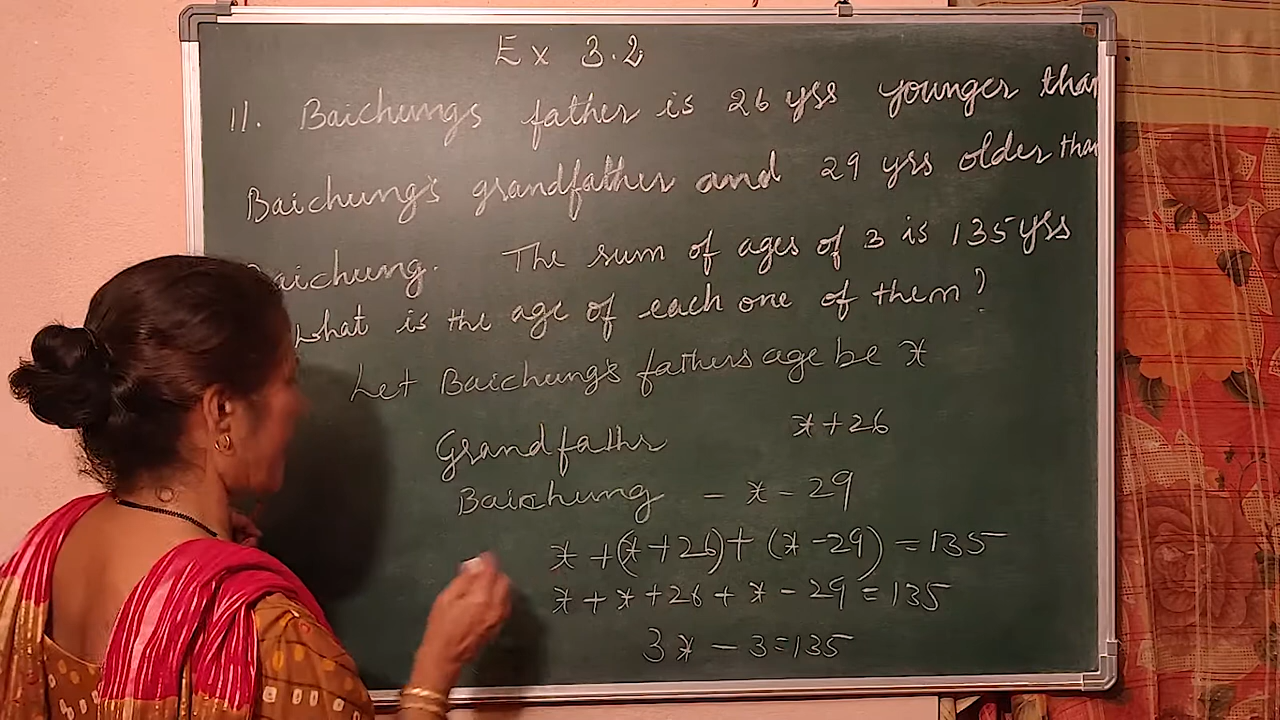 Ex 3.2
11. Baichungs father is 26 yrs younger than
Baichung's grandfather and 29 yrs older than
Baichung. The sum of ages of 3 is 135 yrs
What is the age of each one of them?
Let Baichung's fathers age be x
Grandfather x + 26
Baichung - x - 29
x + (x + 26) + (x - 29) = 135
x + x + 26 + x - 29 = 135
3x - 3 = 135